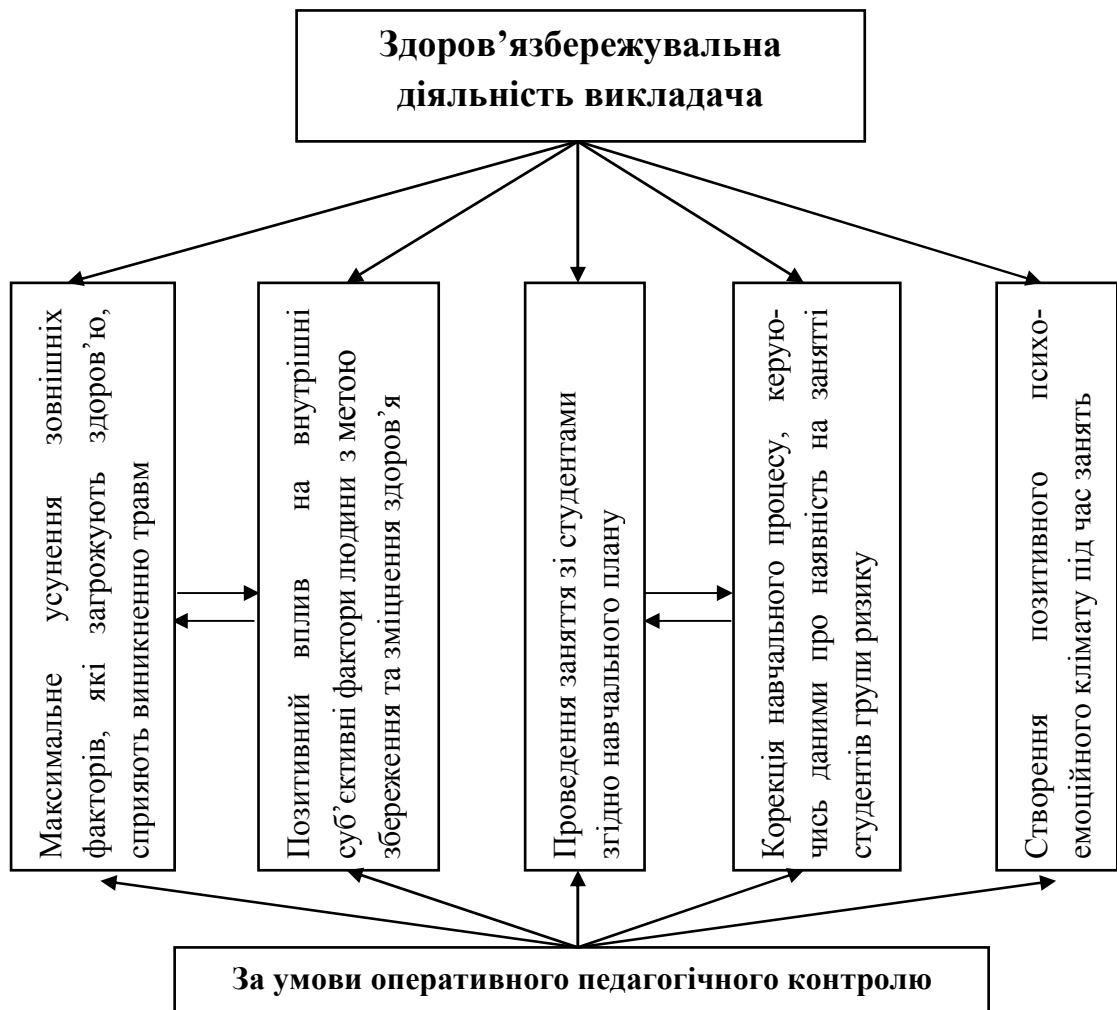 Здоров’язбережувальна
діяльність викладача
Максимальне усунення зовнішніх
факторів, які загрожують здоров’ю,
сприяють виникненню травм
Позитивний вплив на внутрішні
суб’єктивні фактори людини з метою
збереження та зміцнення здоров’я
Проведення заняття зі студентами
згідно навчального плану
Корекція навчального процесу, керую-
чись даними про наявність на занятті
студентів групи ризику
Створення позитивного психо-
емоційного клімату під час занять
За умови оперативного педагогічного контролю